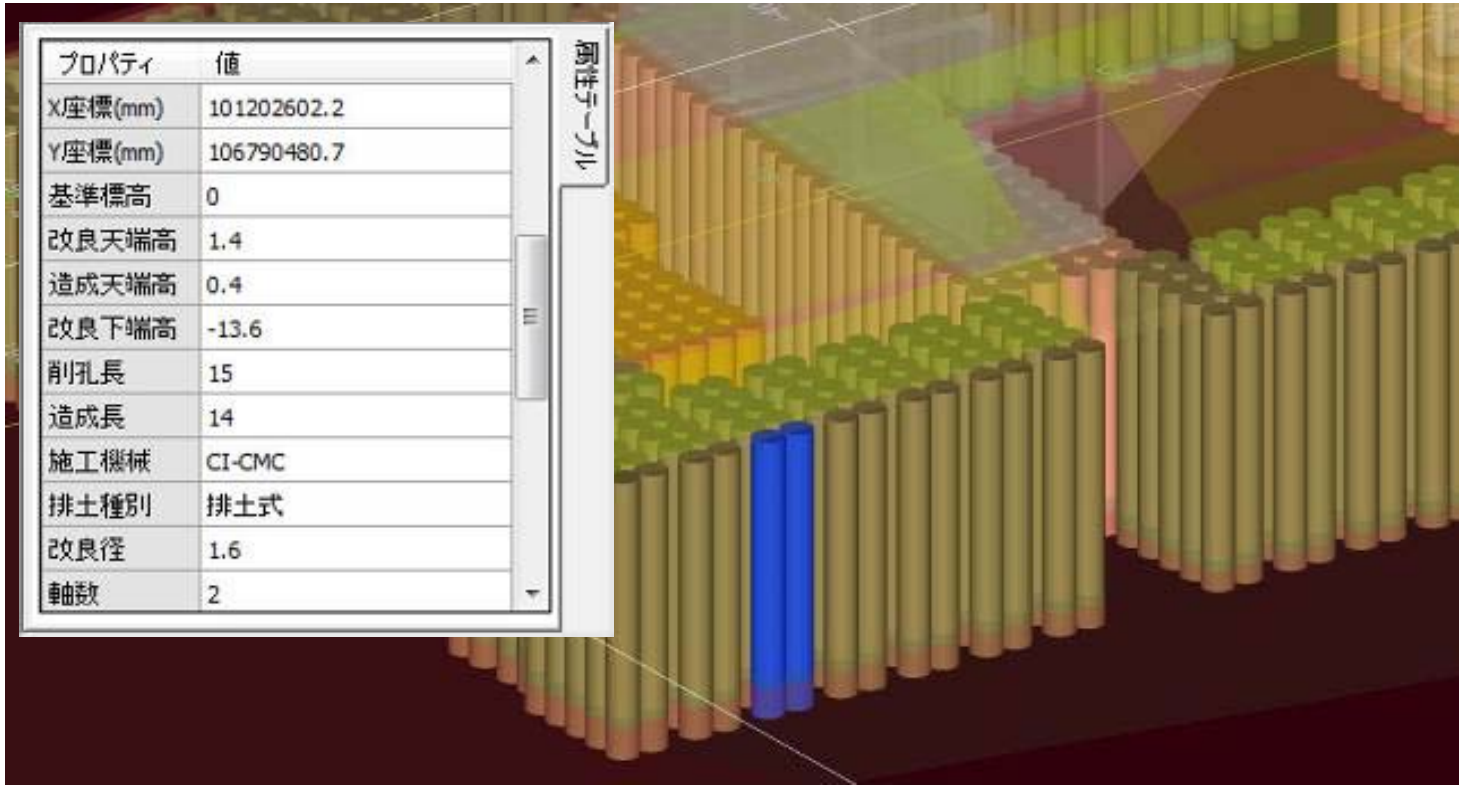 プロパティ 値
X座標(mm) 101202602.2
Y座標(mm) 106790480.7
基準標高 0
改良天端高 1.4
造成天端高 0.4
改良下端高 -13.6
削孔長 15
造成長 14
施工機械 CI-CMC
排土種別 排土式
改良径 1.6
軸数 2
属性テーブル